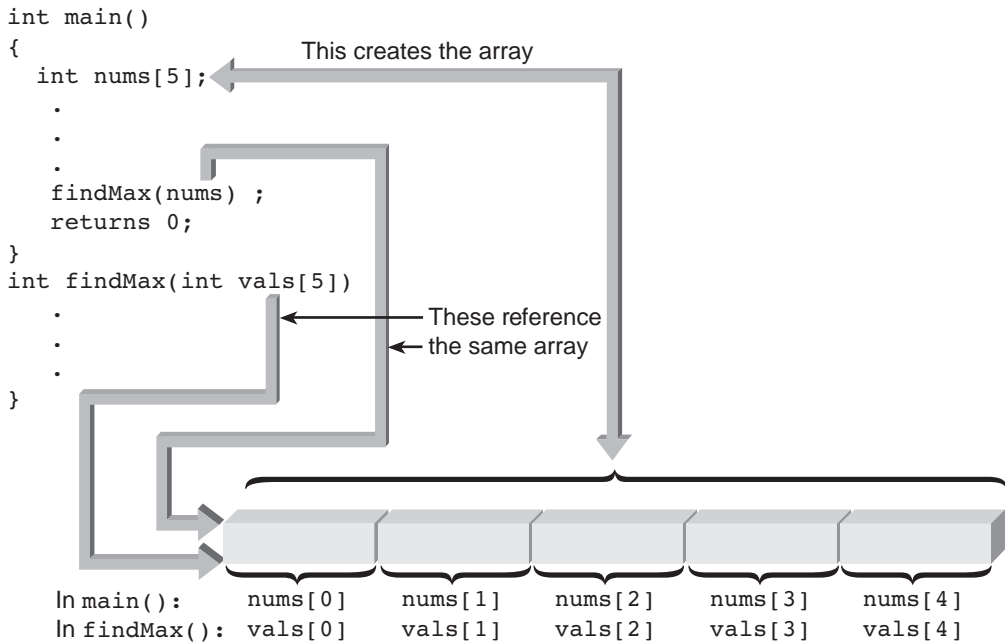 int main()
{
This creates the array
int nums[5];
.
.
.
findMax(nums) ;
returns 0;
}
int findMax(int vals[5])
.
.
.
}
These reference
the same array
In main(): nums[0] nums[1] nums[2] nums[3] nums[4]
In findMax(): vals[0] vals[1] vals[2] vals[3] vals[4]